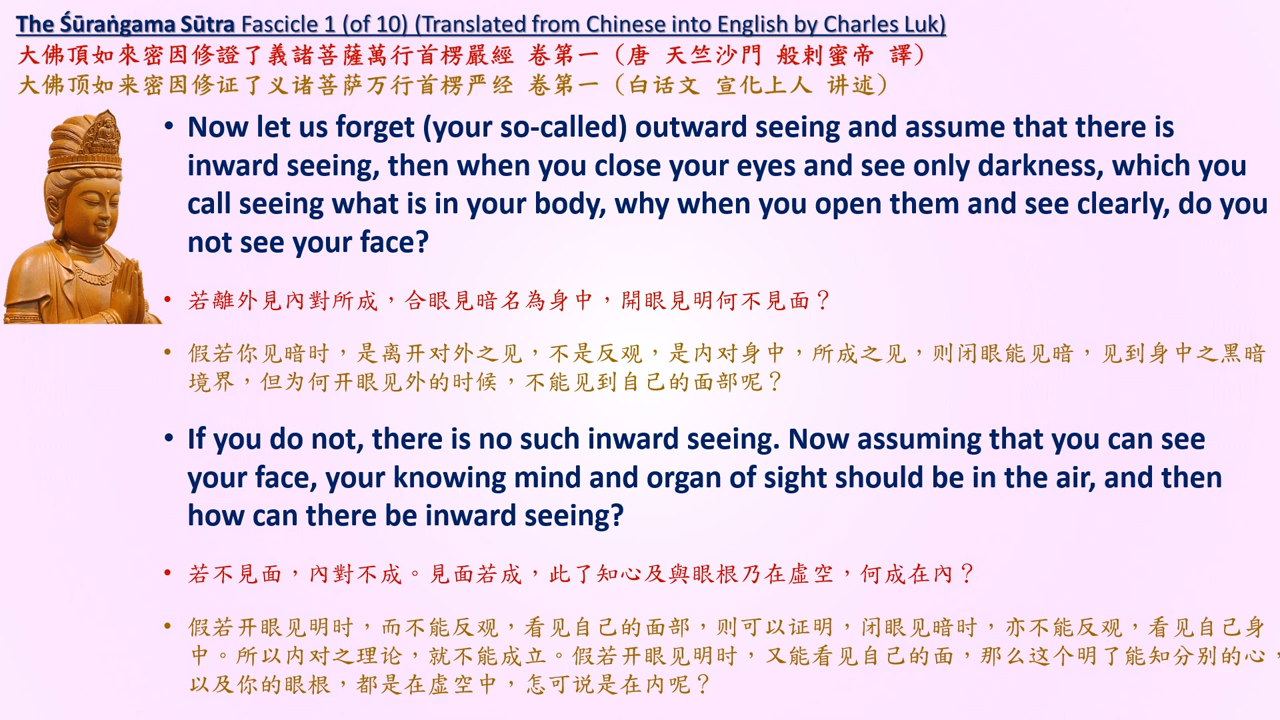 The Śūraṅgama Sūtra Fascicle 1 (of 10) (Translated from Chinese into English by Charles Luk)
大佛頂如來密因修證了義諸菩薩萬行首楞嚴經 卷第一（唐 天竺沙門 般剌蜜帝 譯）
大佛顶如来密因修证了义诸菩萨万行首楞严经 卷第一（白话文 宣化上人 讲述）
• Now let us forget (your so-called) outward seeing and assume that there is
inward seeing, then when you close your eyes and see only darkness, which you
call seeing what is in your body, why when you open them and see clearly, do you
not see your face?
• 若離外見內對所成，合眼見暗名為身中，開眼見明何不見面？
• 假若你见暗时，是离开对外之见，不是反观，是内对身中，所成之见，则闭眼能见暗，见到身中之黑暗
境界，但为何开眼见外的时候，不能见到自己的面部呢？
• If you do not, there is no such inward seeing. Now assuming that you can see
your face, your knowing mind and organ of sight should be in the air, and then
how can there be inward seeing?
• 若不見面，內對不成。見面若成，此了知心及與眼根乃在虛空，何成在內？
• 假若开眼见明时，而不能反观，看见自己的面部，则可以证明，闭眼见暗时，亦不能反观，看见自己身
中。所以内对之理论，就不能成立。假若开眼见明时，又能看见自己的面，那么这个明了能知分别的心，
以及你的眼根，都是在虚空中，怎可说是在内呢？